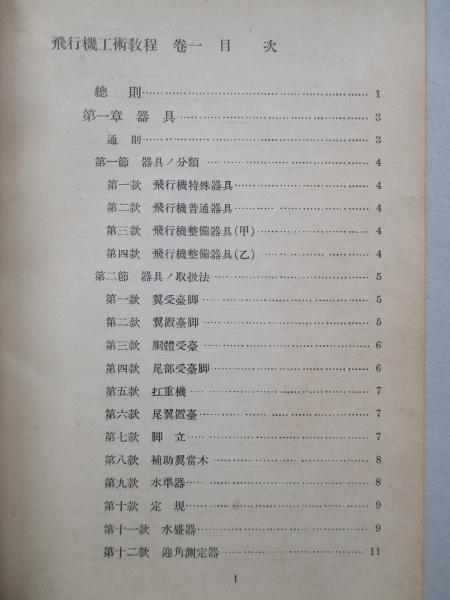 飛行機工術教程 卷一 目 次
總 則 1
第一章 器具 3
通則 3
第一節 器具ノ分類 4
第一款 飛行機特殊器具 4
第二款 飛行機普通器具 4
第三款 飛行機整備器具(甲) 4
第四款 飛行機整備器具(乙) 4
第二節 器具ノ取扱法 5
第一款 翼受臺脚 5
第二款 翼置臺脚 5
第三款 胴體受臺 6
第四款 尾部受臺脚 6
第五款 扛重機 7
第六款 尾翼置臺 7
第七款 脚立 7
第八款 補助翼當木 8
第九款 水準器 8
第十款 定規 9
第十一款 水盛器 9
第十二款 迎角測定器 11
1